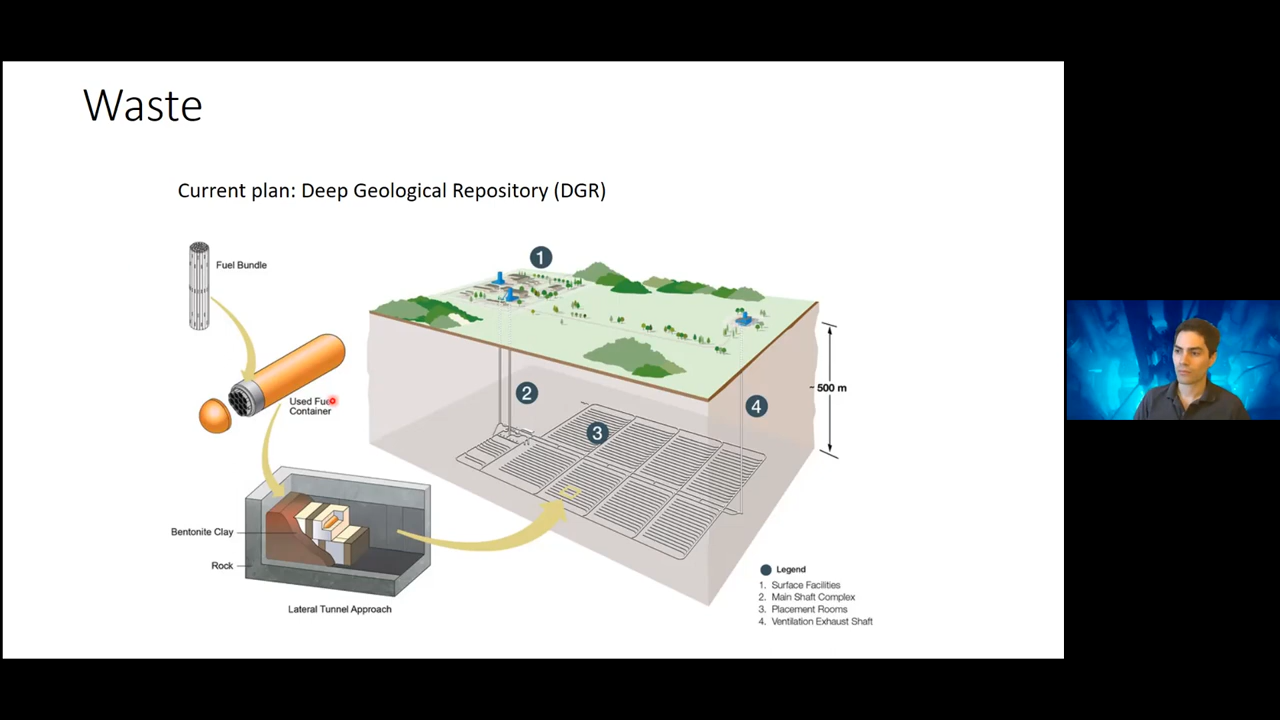 Waste
Current plan: Deep Geological Repository (DGR)
Fuel Bundle
Used Fuel
Container
Bentonite Clay
Rock
Lateral Tunnel Approach
1
2
3
4
500 m
Legend
1. Surface Facilities
2. Main Shaft Complex
3. Placement Rooms
4. Ventilation Exhaust Shaft